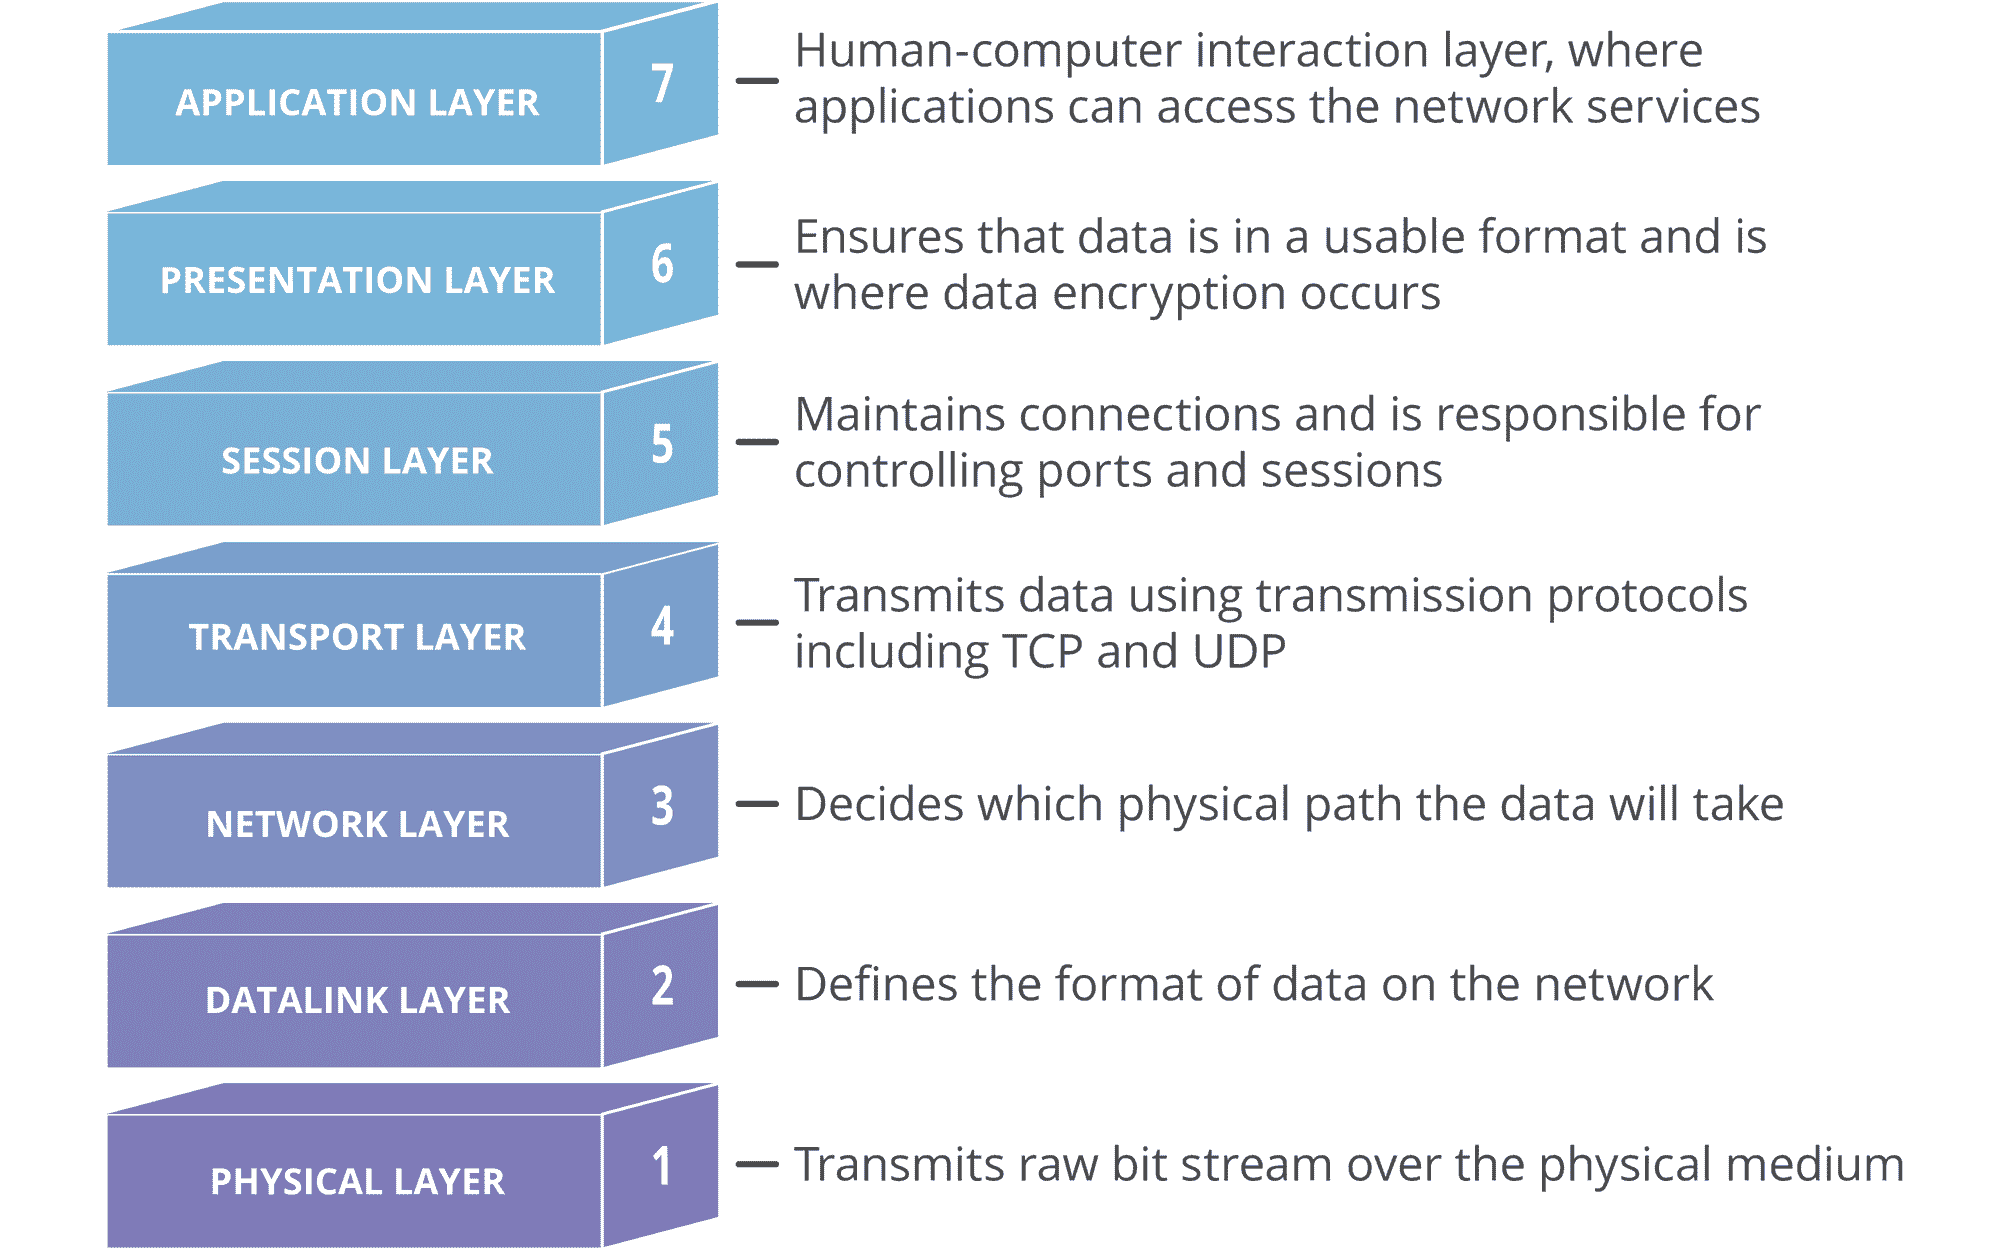 APPLICATION LAYER
7
Human-computer interaction layer, where
applications can access the network services
PRESENTATION LAYER
6
Ensures that data is in a usable format and is
where data encryption occurs
SESSION LAYER
5
Maintains connections and is responsible for
controlling ports and sessions
TRANSPORT LAYER
4
Transmits data using transmission protocols
including TCP and UDP
NETWORK LAYER
3
Decides which physical path the data will take
DATALINK LAYER
2
Defines the format of data on the network
PHYSICAL LAYER
1
Transmits raw bit stream over the physical medium